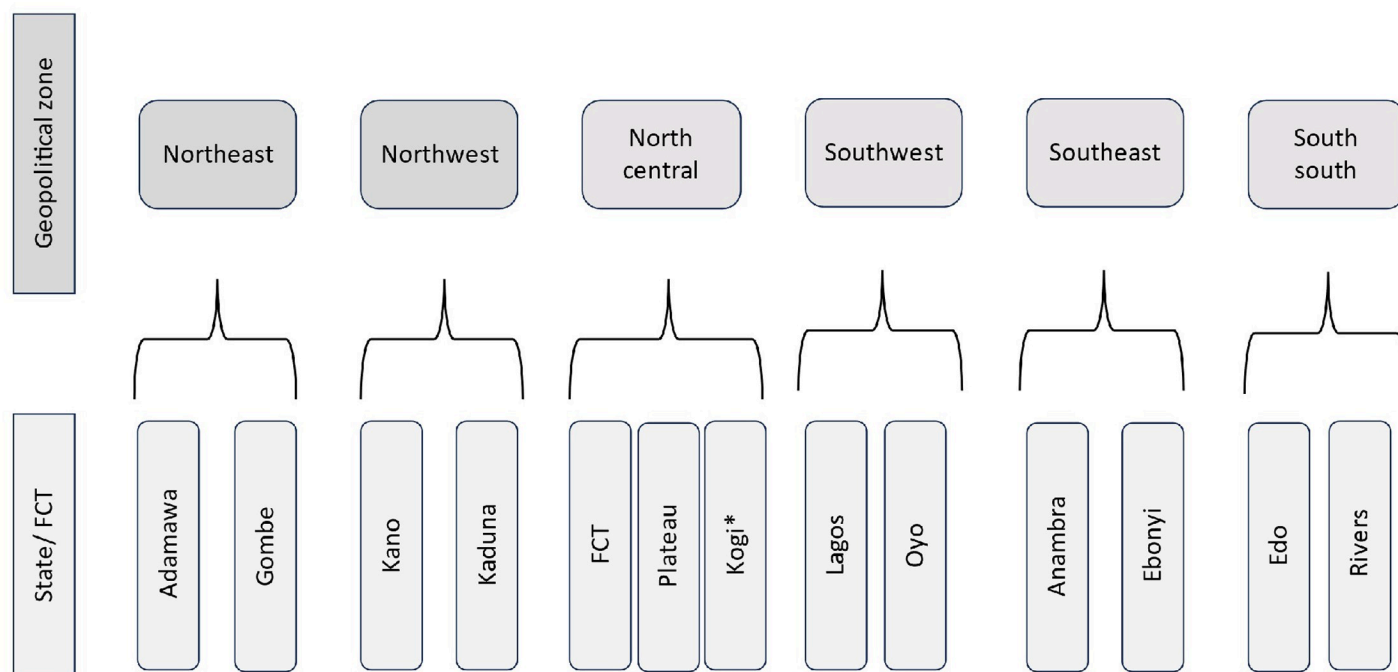 Geopolitical zone
Northeast
Northwest
North
central
Southwest
Southeast
South
south
State/ FCT
Adamawa
Gombe
Kano
Kaduna
FCT
Plateau
Kogi*
Lagos
Oyo
Anambra
Ebonyi
Edo
Rivers